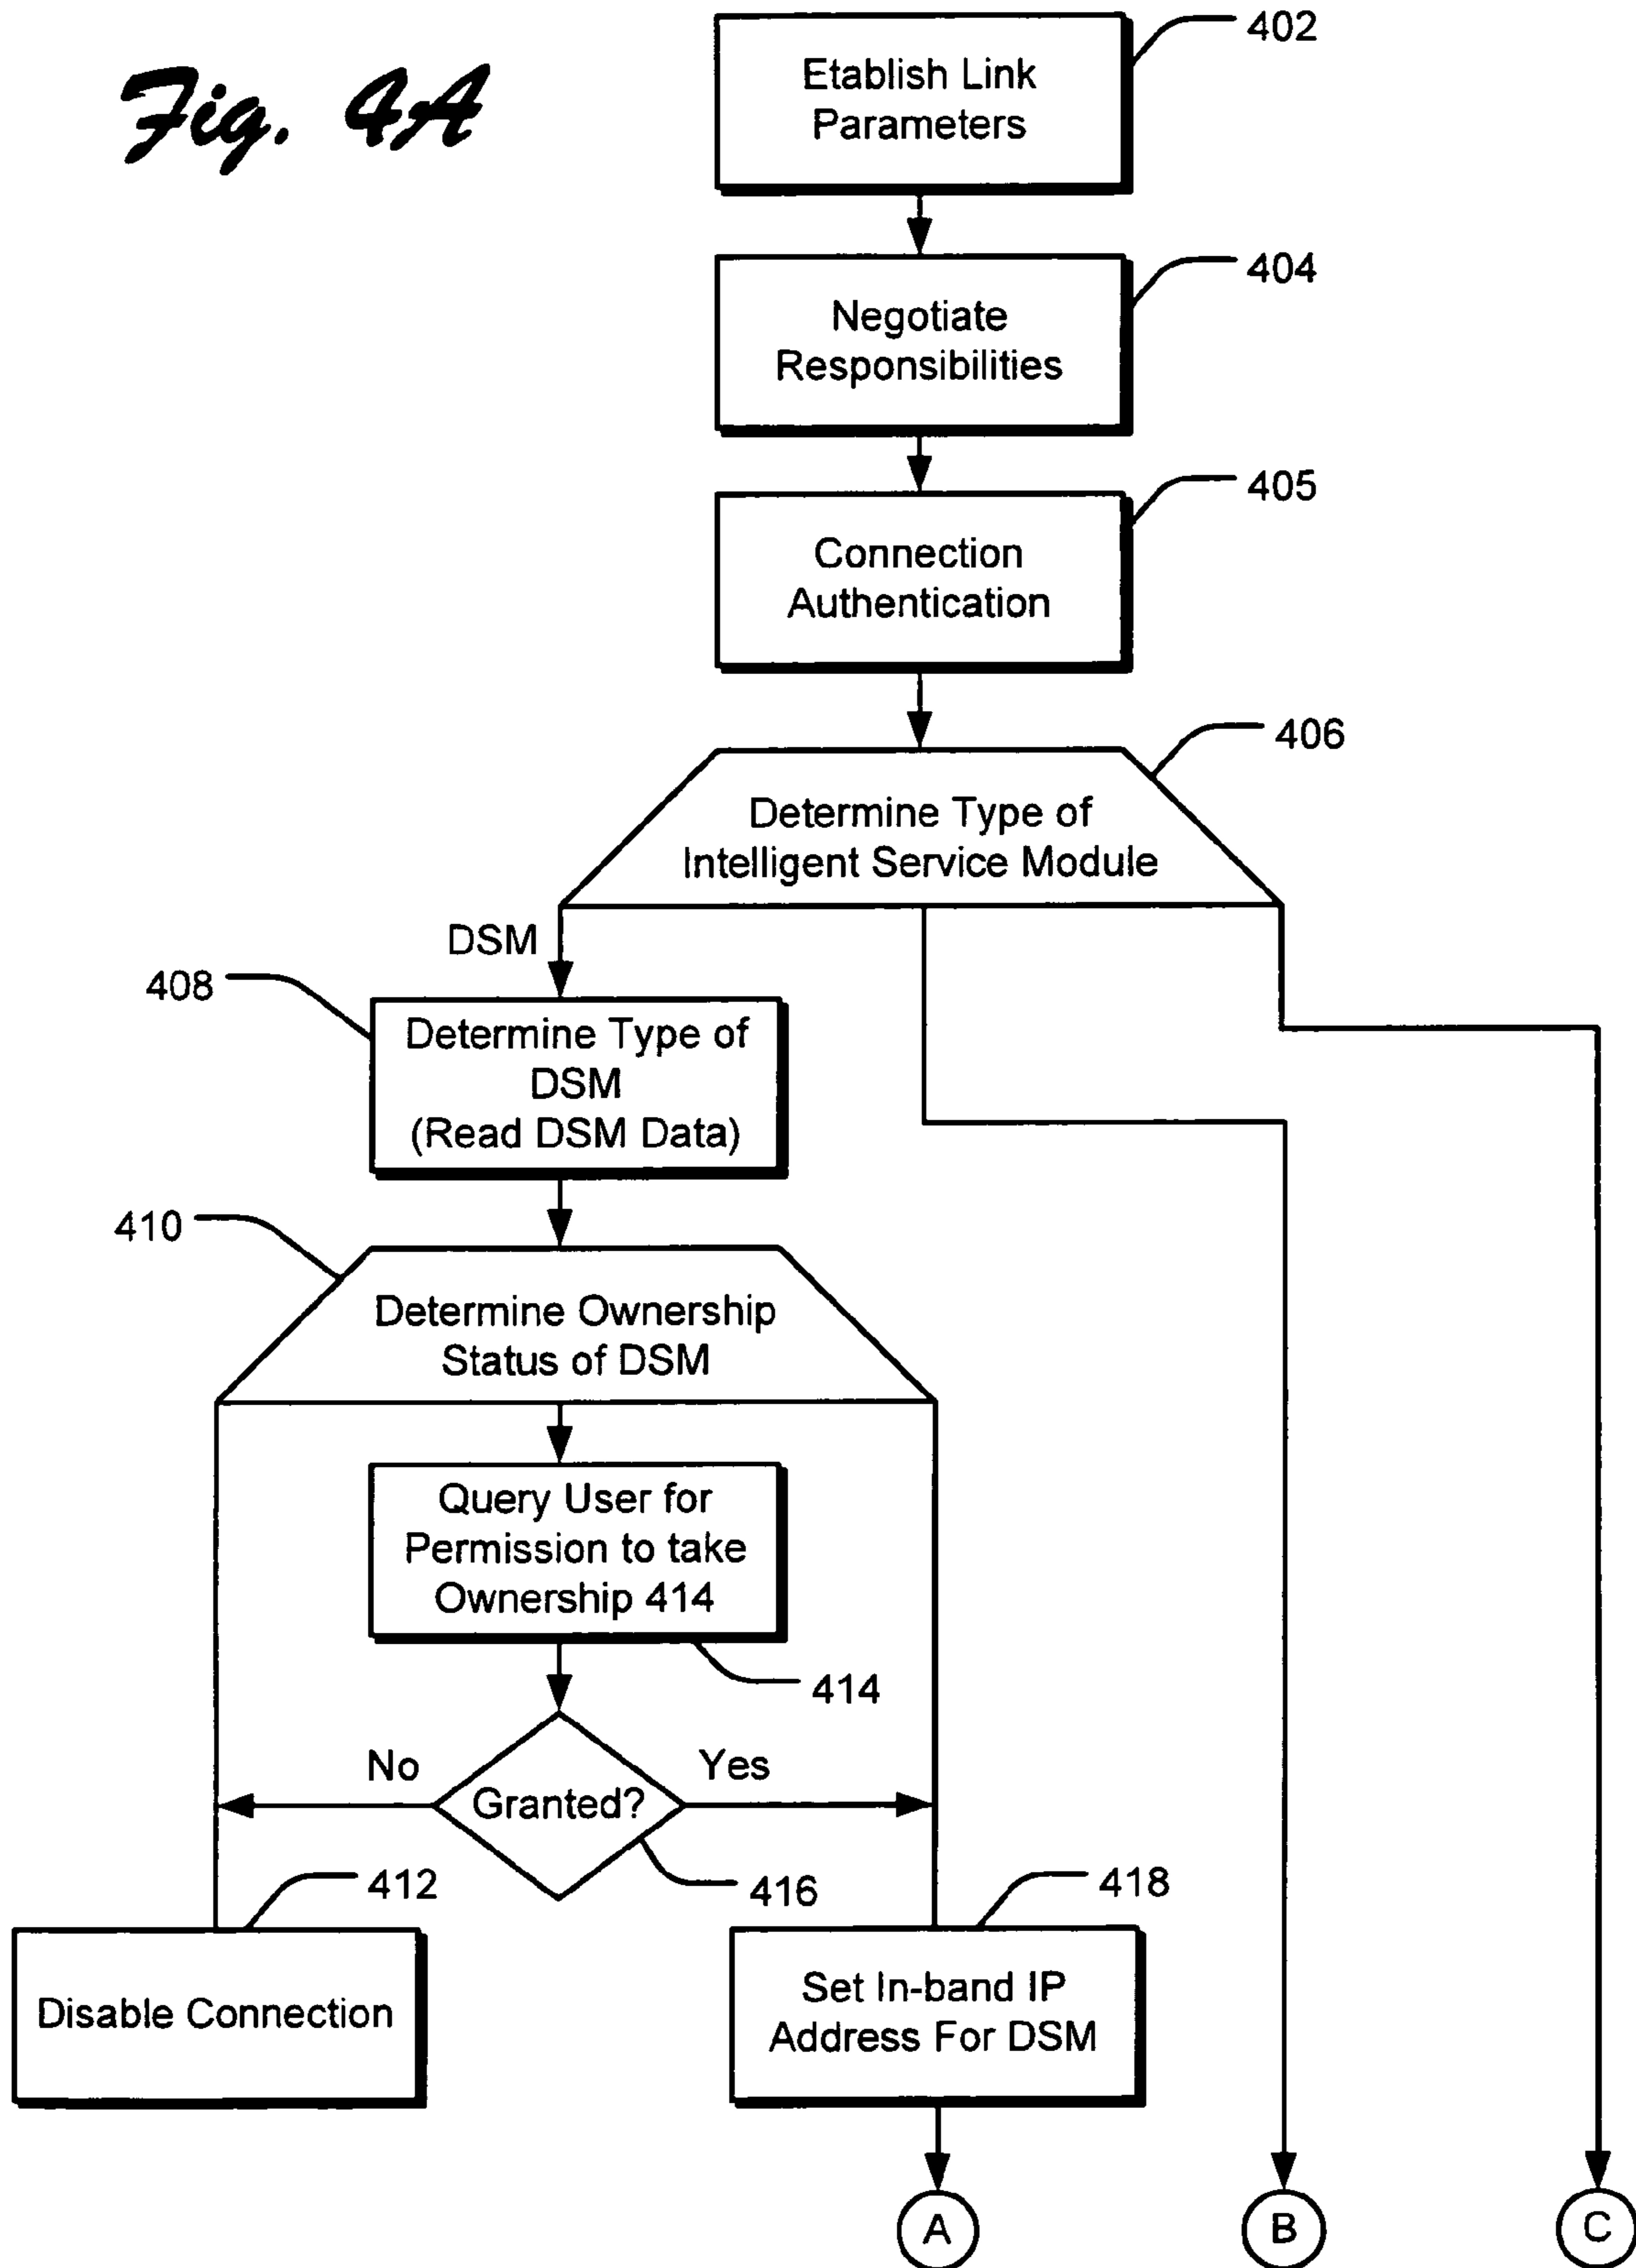 Fig. 4A
402
Etablish Link
Parameters
404
Negotiate
Responsibilities
405
Connection
Authentication
406
Determine Type of
Intelligent Service Module
DSM
408
Determine Type of
DSM
(Read DSM Data)
410
Determine Ownership
Status of DSM
Query User for
Permission to take
Ownership 414
414
No
Yes
Granted?
416
412
418
Disable Connection
Set In-band IP
Address For DSM
A
B
C